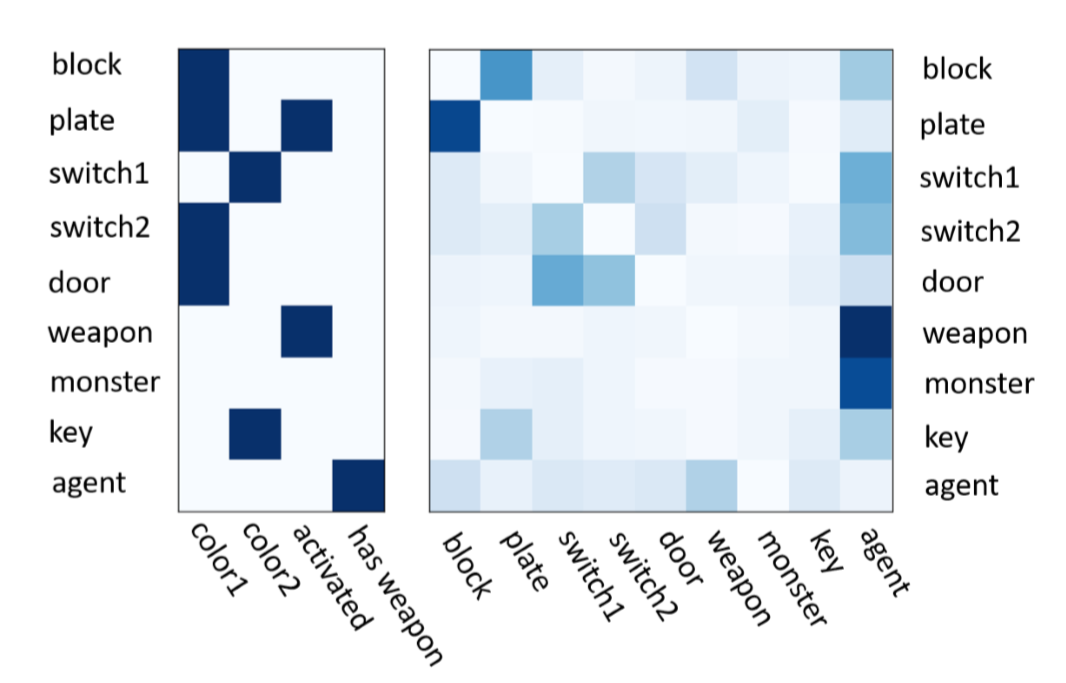 block
plate
switch1
switch2
door
weapon
monster
key
agent
color1
color2
activated
has weapon
block
plate
switch1
switch2
door
weapon
monster
key
agent
block
plate
switch1
switch2
door
weapon
monster
key
agent